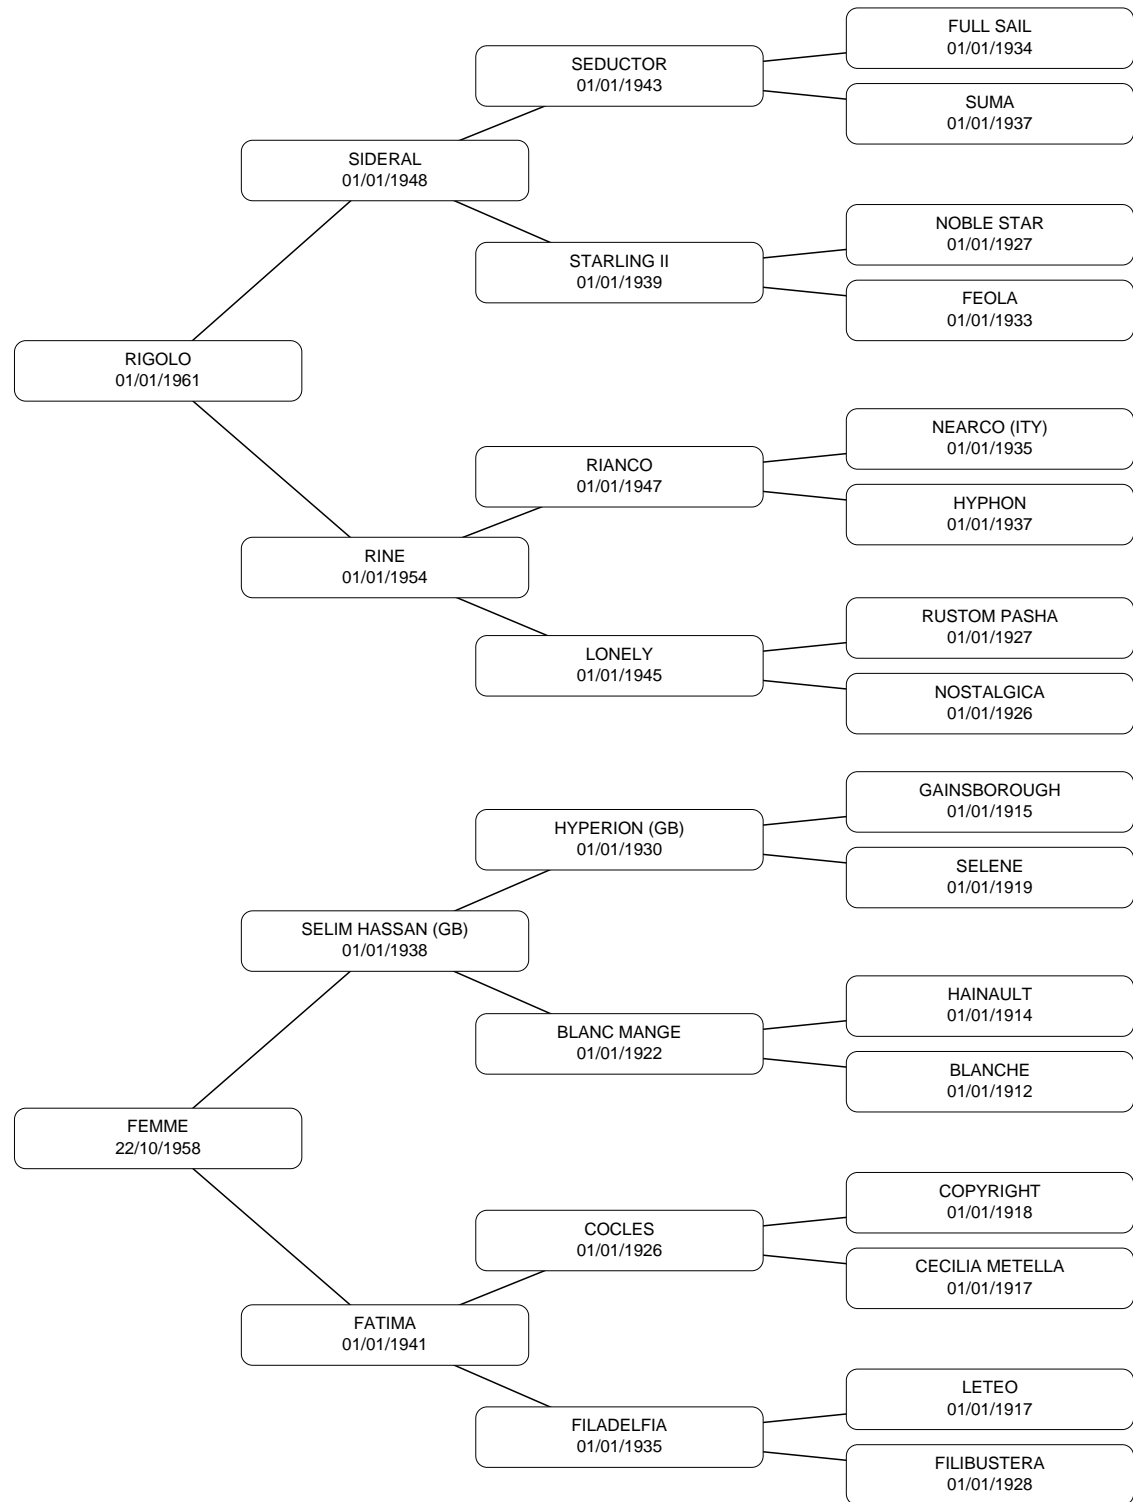 FULL SAIL
01/01/1934
SEDUCTOR
01/01/1943
SUMA
01/01/1937
SIDERAL
01/01/1948
NOBLE STAR
01/01/1927
STARLING II
01/01/1939
FEOLA
01/01/1933
RIGOLO
01/01/1961
NEARCO (ITY)
01/01/1935
RIANCO
01/01/1947
HYPHON
01/01/1937
RINE
01/01/1954
RUSTOM PASHA
01/01/1927
LONELY
01/01/1945
NOSTALGICA
01/01/1926
GAINSBOROUGH
01/01/1915
HYPERION (GB)
01/01/1930
SELENE
01/01/1919
SELIM HASSAN (GB)
01/01/1938
HAINAULT
01/01/1914
BLANC MANGE
01/01/1922
BLANCHE
01/01/1912
FEMME
22/10/1958
COPYRIGHT
01/01/1918
COCLES
01/01/1926
CECILIA METELLA
01/01/1917
FATIMA
01/01/1941
LETEO
01/01/1917
FILADELFIA
01/01/1935
FILIBUSTERA
01/01/1928